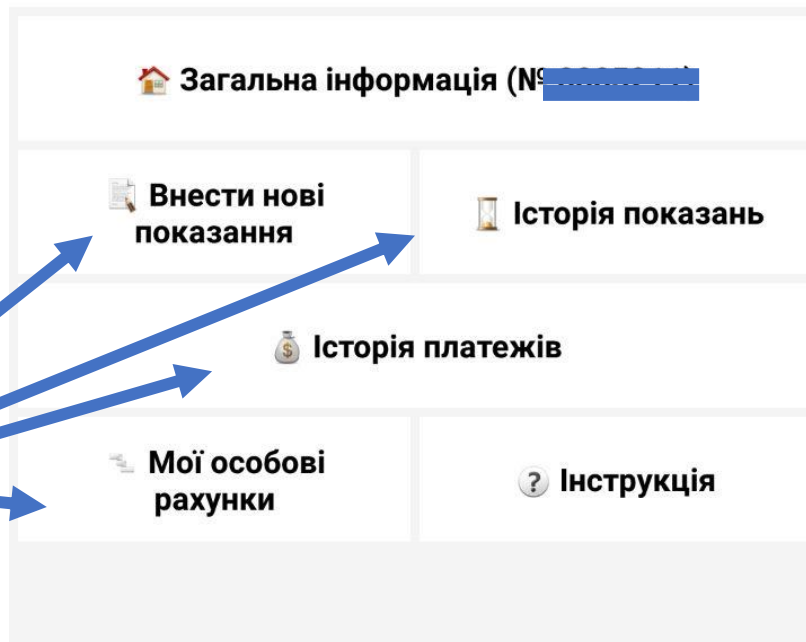 Загальна інформація (№
Внести нові
показання
Історія показань
Історія платежів
Мої особові
рахунки
Інструкція